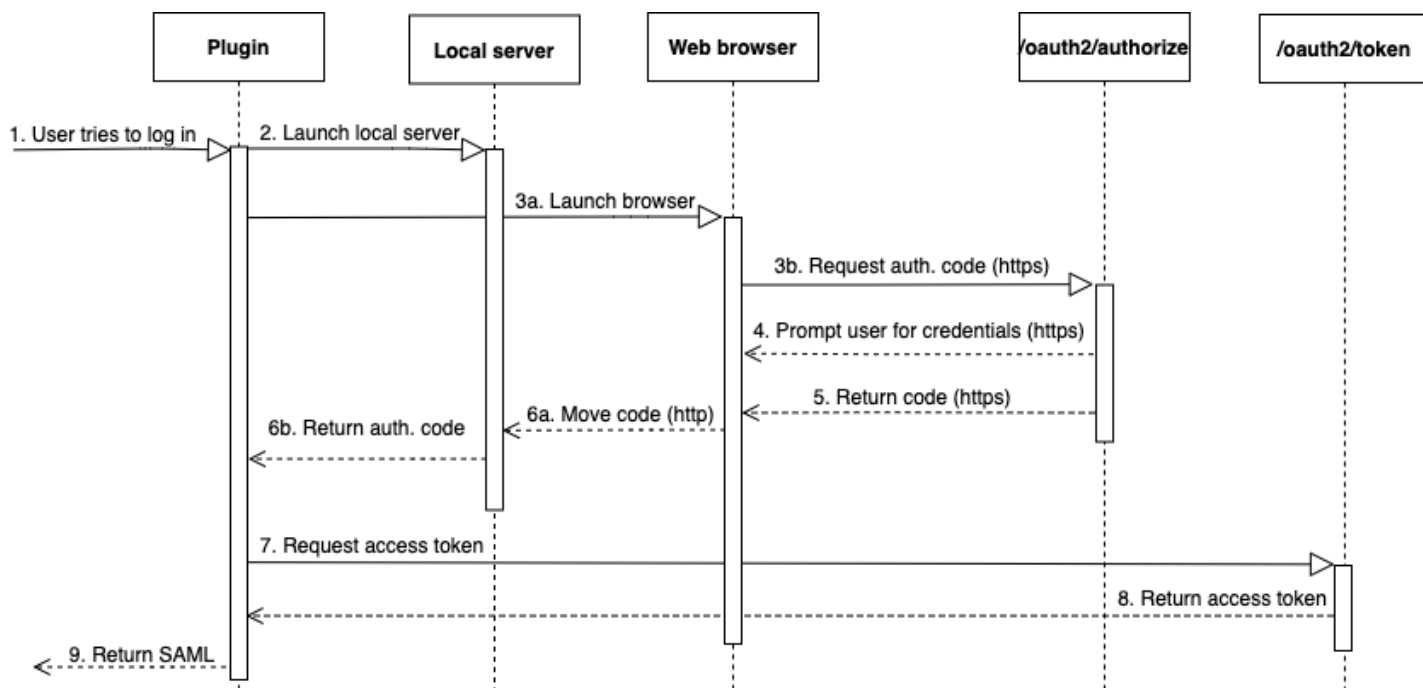 Plugin
Local server
Web browser
/oauth2/authorize
/oauth2/token
1. User tries to log in
2. Launch local server
3a. Launch browser
3b. Request auth. code (https)
4. Prompt user for credentials (https)
5. Return code (https)
6a. Move code (http)
6b. Return auth. code
7. Request access token
8. Return access token
9. Return SAML